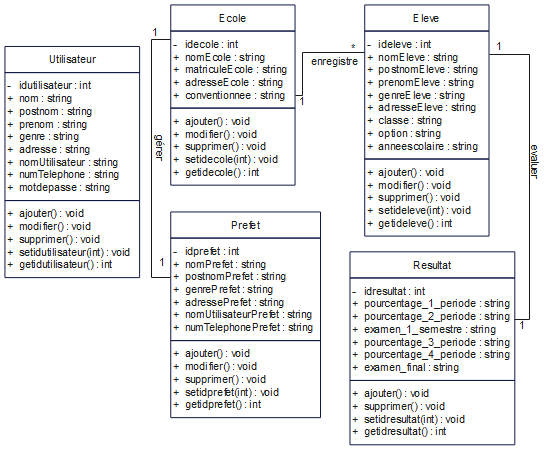 Utilisateur
- idutilisateur : int
+ nom : string
+ postnom : string
+ prenom : string
+ genre : string
+ adresse : string
+ nomUtilisateur : string
+ numTelephone : string
+ motdepasse : string
+ ajouter() : void
+ modifier() : void
+ supprimer() : void
+ setidutilisateur(int) : void
+ getidutilisateur() : int
Ecole
- idecole : int
+ nomEcole : string
+ matriculeEcole : string
+ adresseEcole : string
+ conventionnee : string
+ ajouter() : void
+ modifier() : void
+ supprimer() : void
+ setidecole(int) : void
+ getidecole() : int
1
gérer
1
Prefet
- idprefet : int
+ nomPrefet : string
+ postnomPrefet : string
+ genrePrefet : string
+ adressePrefet : string
+ nomUtilisateurPrefet : string
+ numTelephonePrefet : string
+ ajouter() : void
+ modifier() : void
+ supprimer() : void
+ setidprefet(int) : void
+ getidprefet() : int
*
enregistre
1
Eleve
- ideleve : int
+ nomEleve : string
+ postnomEleve : string
+ prenomEleve : string
+ genreEleve : string
+ adresseEleve : string
+ classe : string
+ option : string
+ anneescolaire : string
+ ajouter() : void
+ modifier() : void
+ supprimer() : void
+ setideleve(int) : void
+ getideleve() : int
1
evaluer
1
Resultat
- idresultat : int
+ pourcentage_1_periode : string
+ pourcentage_2_periode : string
+ examen_1_semestre : string
+ pourcentage_3_periode : string
+ pourcentage_4_periode : string
+ examen_final : string
+ ajouter() : void
+ supprimer() : void
+ setidresultat(int) : void
+ getidresultat() : int